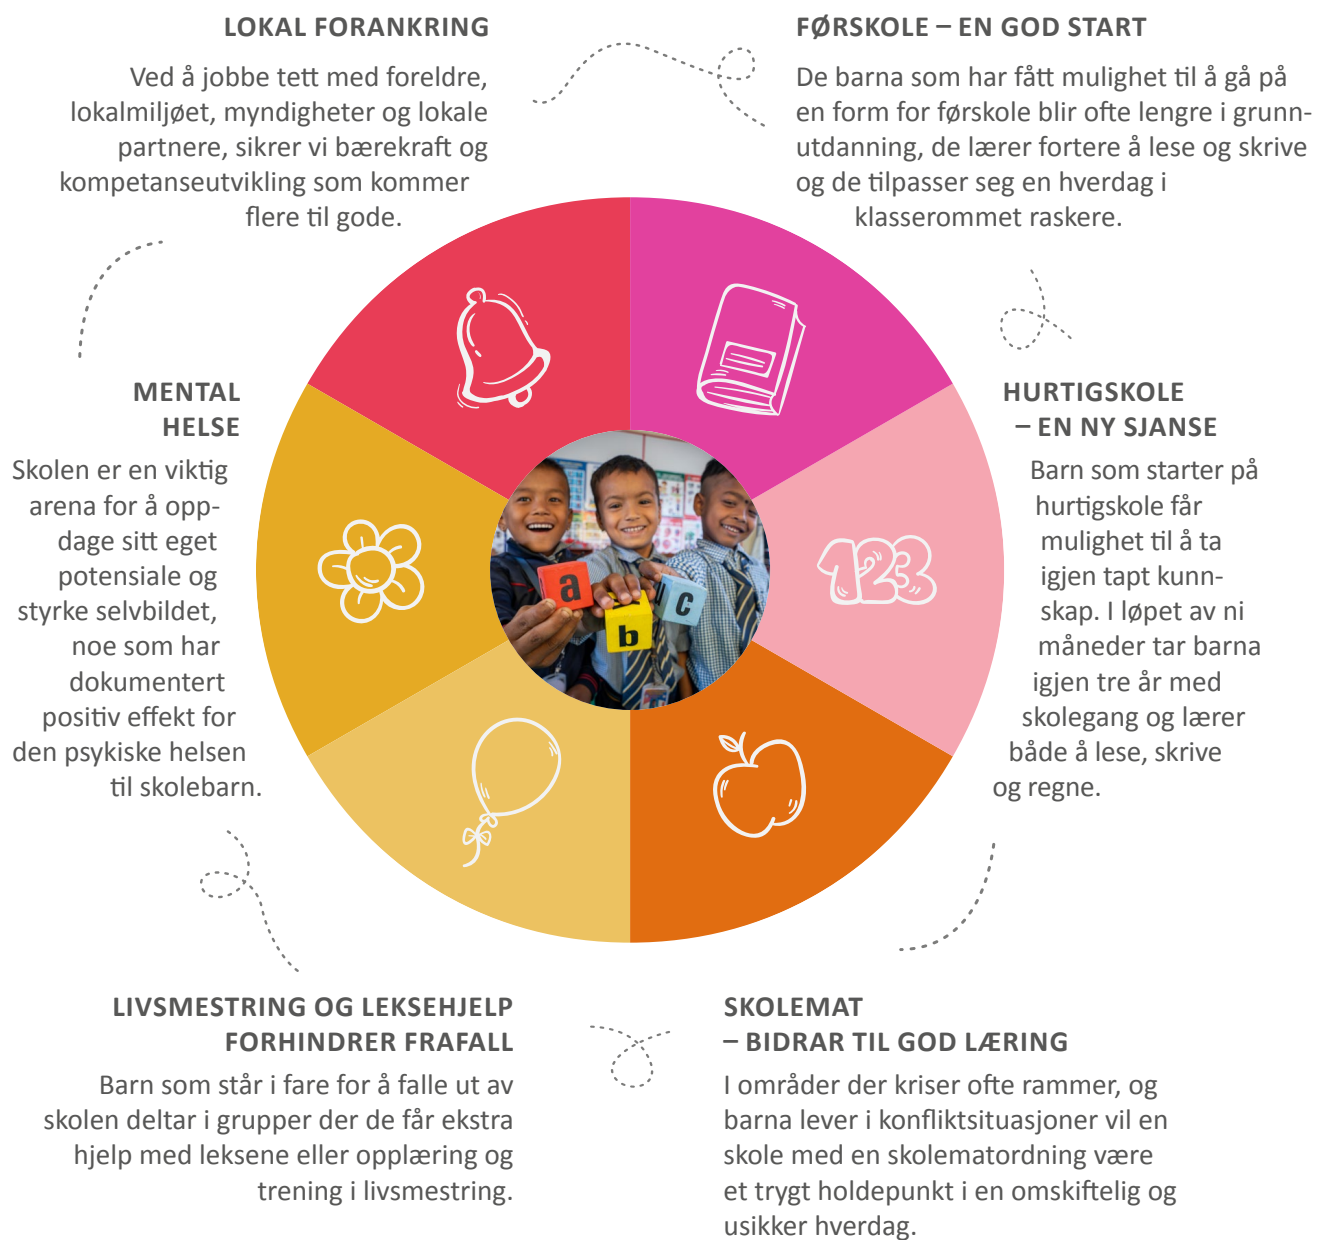 LOKAL FORANKRING
Ved å jobbe tett med foreldre,
lokalmiljøet, myndigheter og lokale
partnere, sikrer vi bærekraft og
kompetanseutvikling som kommer
flere til gode.
FØRSKOLE – EN GOD START
De barna som har fått mulighet til å gå på
en form for førskole blir ofte lengre i grunn-
utdanning, de lærer fortere å lese og skrive
og de tilpasser seg en hverdag i
klasserommet raskere.
MENTAL
HELSE
Skolen er en viktig
arena for å opp-
dage sitt eget
potensiale og
styrke selvbildet,
noe som har
dokumentert
positiv effekt for
den psykiske helsen
til skolebarn.
123
a
b
c
HURTIGSKOLE
– EN NY SJANSE
Barn som starter på
hurtigskole får
mulighet til å ta
igjen tapt kunn-
skap. I løpet av ni
måneder tar barna
igjen tre år med
skolegang og lærer
både å lese, skrive
og regne.
LIVSMESTRING OG LEKSEHJELP
FORHINDRER FRAFALL
Barn som står i fare for å falle ut av
skolen deltar i grupper der de får ekstra
hjelp med leksene eller opplæring og
trening i livsmestring.
SKOLEMAT
– BIDRAR TIL GOD LÆRING
I områder der kriser ofte rammer, og
barna lever i konfliktsituasjoner vil en
skole med en skolematordning være
et trygt holdepunkt i en omskiftelig og
usikker hverdag.